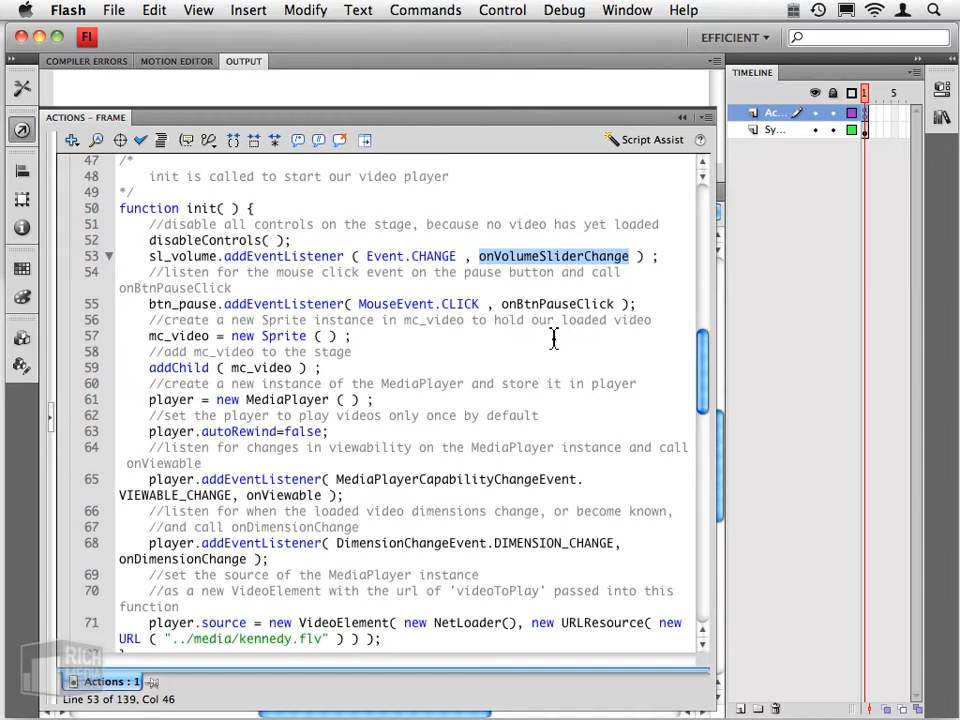 Flash File Edit View Insert Modify Text Commands Control Debug Window Help
Fl EFFICIENT
COMPILER ERRORS MOTION EDITOR OUTPUT TIMELINE
1 5
ACTIONS - FRAME
Ac...
Sy...
Script Assist
47 /*
48 init is called to start our video player
49 */
50 function init( ) {
51 //disable all controls on the stage, because no video has yet loaded
52 disableControls( );
53 sl_volume.addEventListener ( Event.CHANGE , onVolumeSliderChange ) ;
54 //listen for the mouse click event on the pause button and call
onBtnPauseClick
55 btn_pause.addEventListener( MouseEvent.CLICK , onBtnPauseClick );
56 //create a new Sprite instance in mc_video to hold our loaded video
57 mc_video = new Sprite ( ) ;
58 //add mc_video to the stage
59 addChild ( mc_video ) ;
60 //create a new instance of the MediaPlayer and store it in player
61 player = new MediaPlayer ( ) ;
62 //set the player to play videos only once by default
63 player.autoRewind=false;
64 //listen for changes in viewability on the MediaPlayer instance and call
onViewable
65 player.addEventListener( MediaPlayerCapabilityChangeEvent.
VIEWABLE_CHANGE, onViewable );
66 //listen for when the loaded video dimensions change, or become known,
67 //and call onDimensionChange
68 player.addEventListener( DimensionChangeEvent.DIMENSION_CHANGE,
onDimensionChange );
69 //set the source of the MediaPlayer instance
70 //as a new VideoElement with the url of 'videoToPlay' passed into this
function
71 player.source = new VideoElement( new NetLoader(), new URLResource( new
URL ( "../media/kennedy.flv" ) ) );
RICH
MEDIA
Actions : 1
Line 53 of 139, Col 46